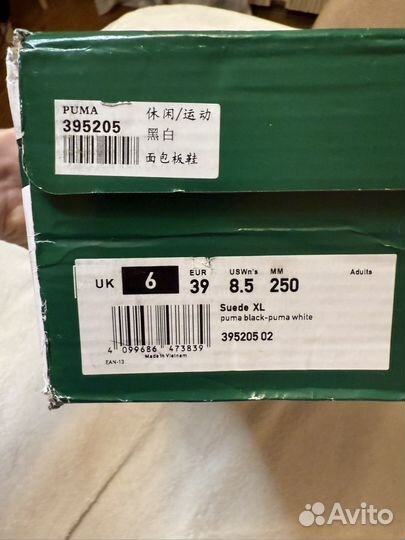 PUMA
395205
休闲/运动
黑白
面包板鞋
UK 6 EUR 39 USWn's 8.5 MM 250 Adults
Suede XL
puma black-puma white
395205 02
4 099686 473839
Made in Vietnam
EAN-13
Avito